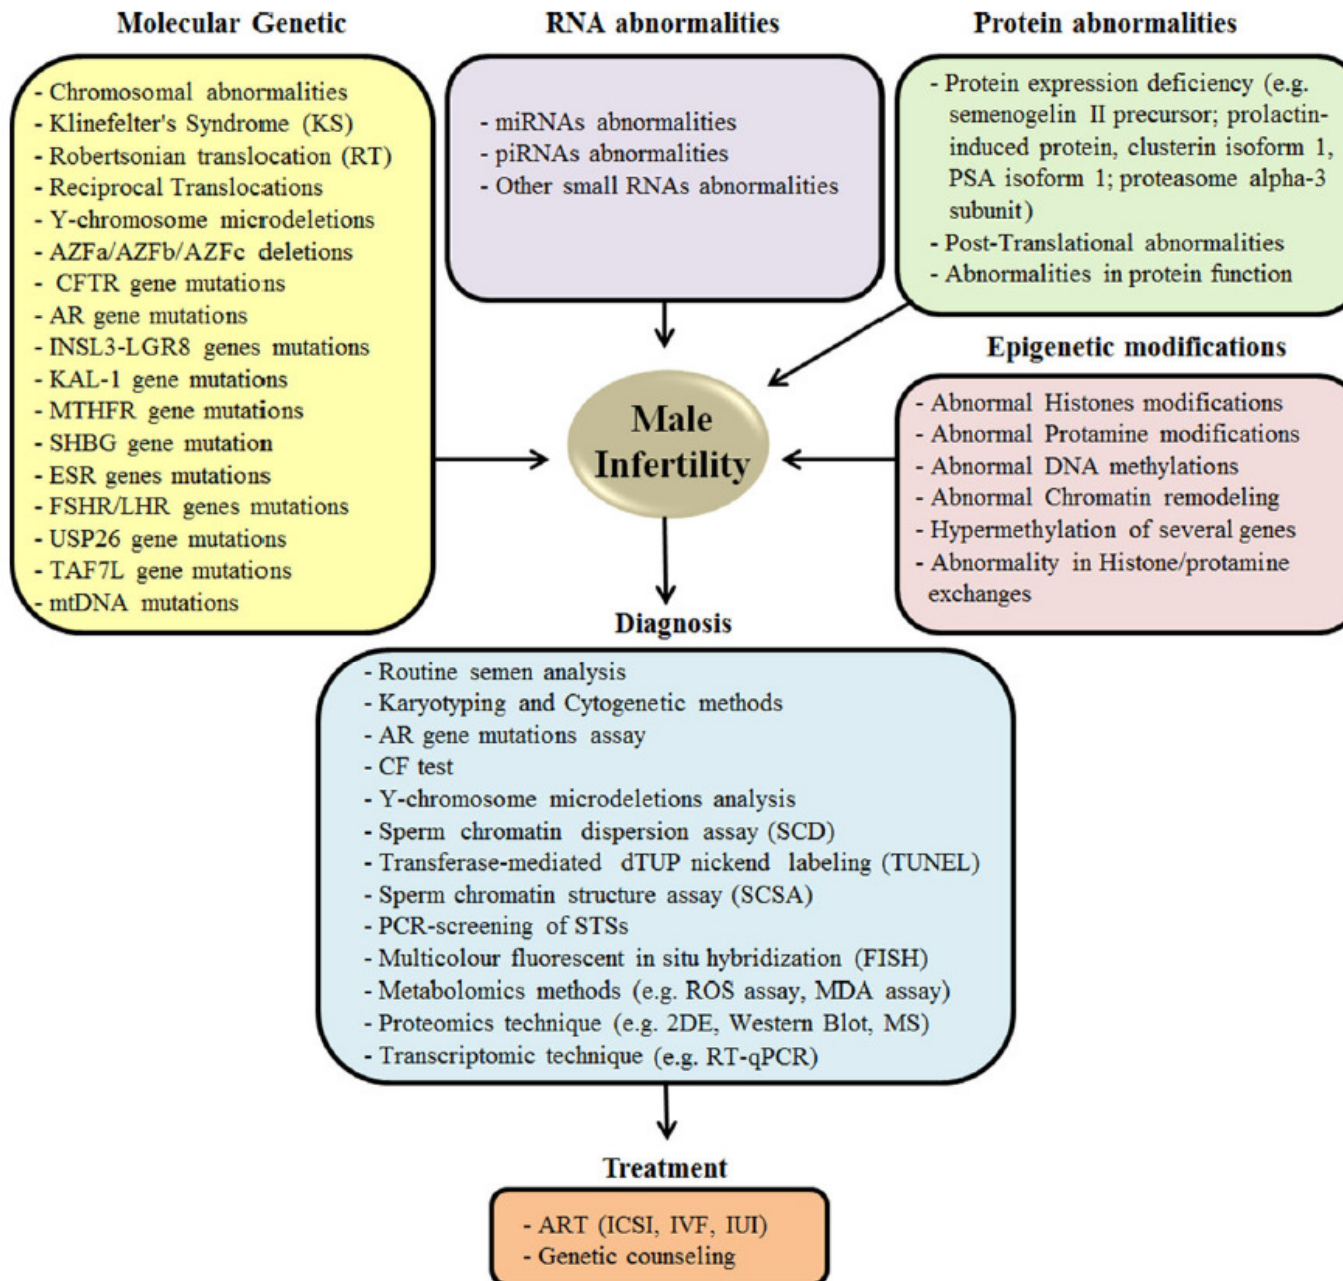 Molecular Genetic
- Chromosomal abnormalities
- Klinefelter's Syndrome (KS)
- Robertsonian translocation (RT)
- Reciprocal Translocations
- Y-chromosome microdeletions
- AZFa/AZFb/AZFc deletions
- CFTR gene mutations
- AR gene mutations
- INSL3-LGR8 genes mutations
- KAL-1 gene mutations
- MTHFR gene mutations
- SHBG gene mutation
- ESR genes mutations
- FSHR/LHR genes mutations
- USP26 gene mutations
- TAF7L gene mutations
- mtDNA mutations
RNA abnormalities
- miRNAs abnormalities
- piRNAs abnormalities
- Other small RNAs abnormalities
Protein abnormalities
- Protein expression deficiency (e.g.
semenogelin II precursor; prolactin-
induced protein, clusterin isoform 1,
PSA isoform 1; proteasome alpha-3
subunit)
- Post-Translational abnormalities
- Abnormalities in protein function
Epigenetic modifications
- Abnormal Histones modifications
- Abnormal Protamine modifications
- Abnormal DNA methylations
- Abnormal Chromatin remodeling
- Hypermethylation of several genes
- Abnormality in Histone/protamine
exchanges
Male
Infertility
Diagnosis
- Routine semen analysis
- Karyotyping and Cytogenetic methods
- AR gene mutations assay
- CF test
- Y-chromosome microdeletions analysis
- Sperm chromatin dispersion assay (SCD)
- Transferase-mediated dTUP nickend labeling (TUNEL)
- Sperm chromatin structure assay (SCSA)
- PCR-screening of STSs
- Multicolour fluorescent in situ hybridization (FISH)
- Metabolomics methods (e.g. ROS assay, MDA assay)
- Proteomics technique (e.g. 2DE, Western Blot, MS)
- Transcriptomic technique (e.g. RT-qPCR)
Treatment
- ART (ICSI, IVF, IUI)
- Genetic counseling